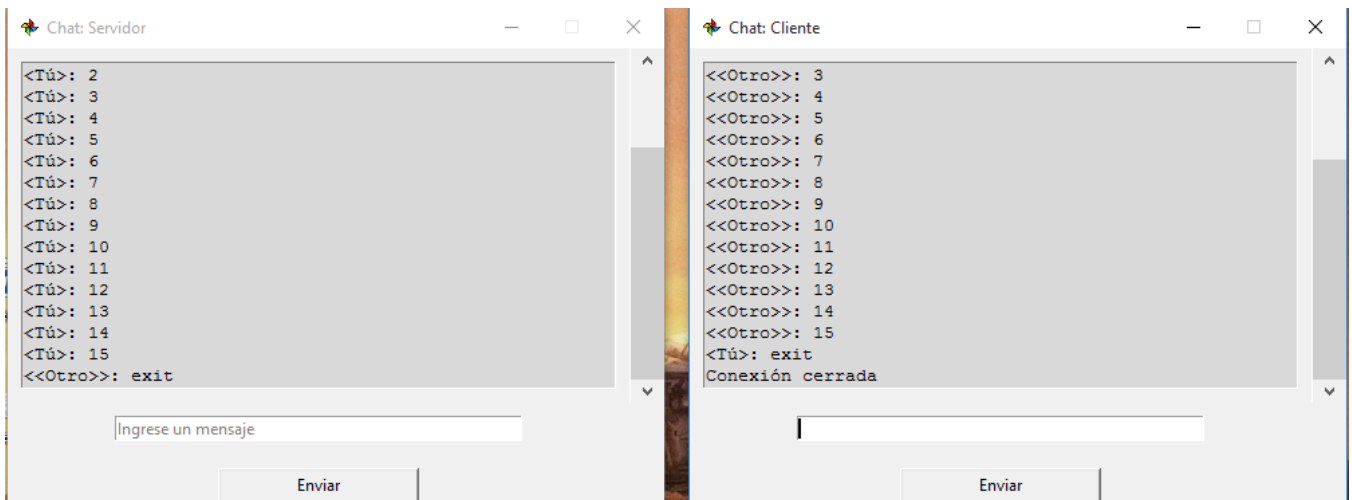 Chat: Servidor
<Tú>: 2
<Tú>: 3
<Tú>: 4
<Tú>: 5
<Tú>: 6
<Tú>: 7
<Tú>: 8
<Tú>: 9
<Tú>: 10
<Tú>: 11
<Tú>: 12
<Tú>: 13
<Tú>: 14
<Tú>: 15
<<Otro>>: exit
Ingrese un mensaje
Enviar
Chat: Cliente
<<Otro>>: 3
<<Otro>>: 4
<<Otro>>: 5
<<Otro>>: 6
<<Otro>>: 7
<<Otro>>: 8
<<Otro>>: 9
<<Otro>>: 10
<<Otro>>: 11
<<Otro>>: 12
<<Otro>>: 13
<<Otro>>: 14
<<Otro>>: 15
<Tú>: exit
Conexión cerrada
Enviar